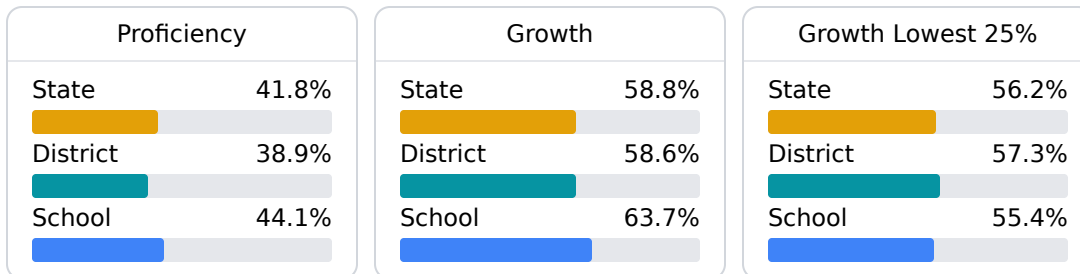 Proficiency
State 41.8%
District 38.9%
School 44.1%
Growth
State 58.8%
District 58.6%
School 63.7%
Growth Lowest 25%
State 56.2%
District 57.3%
School 55.4%